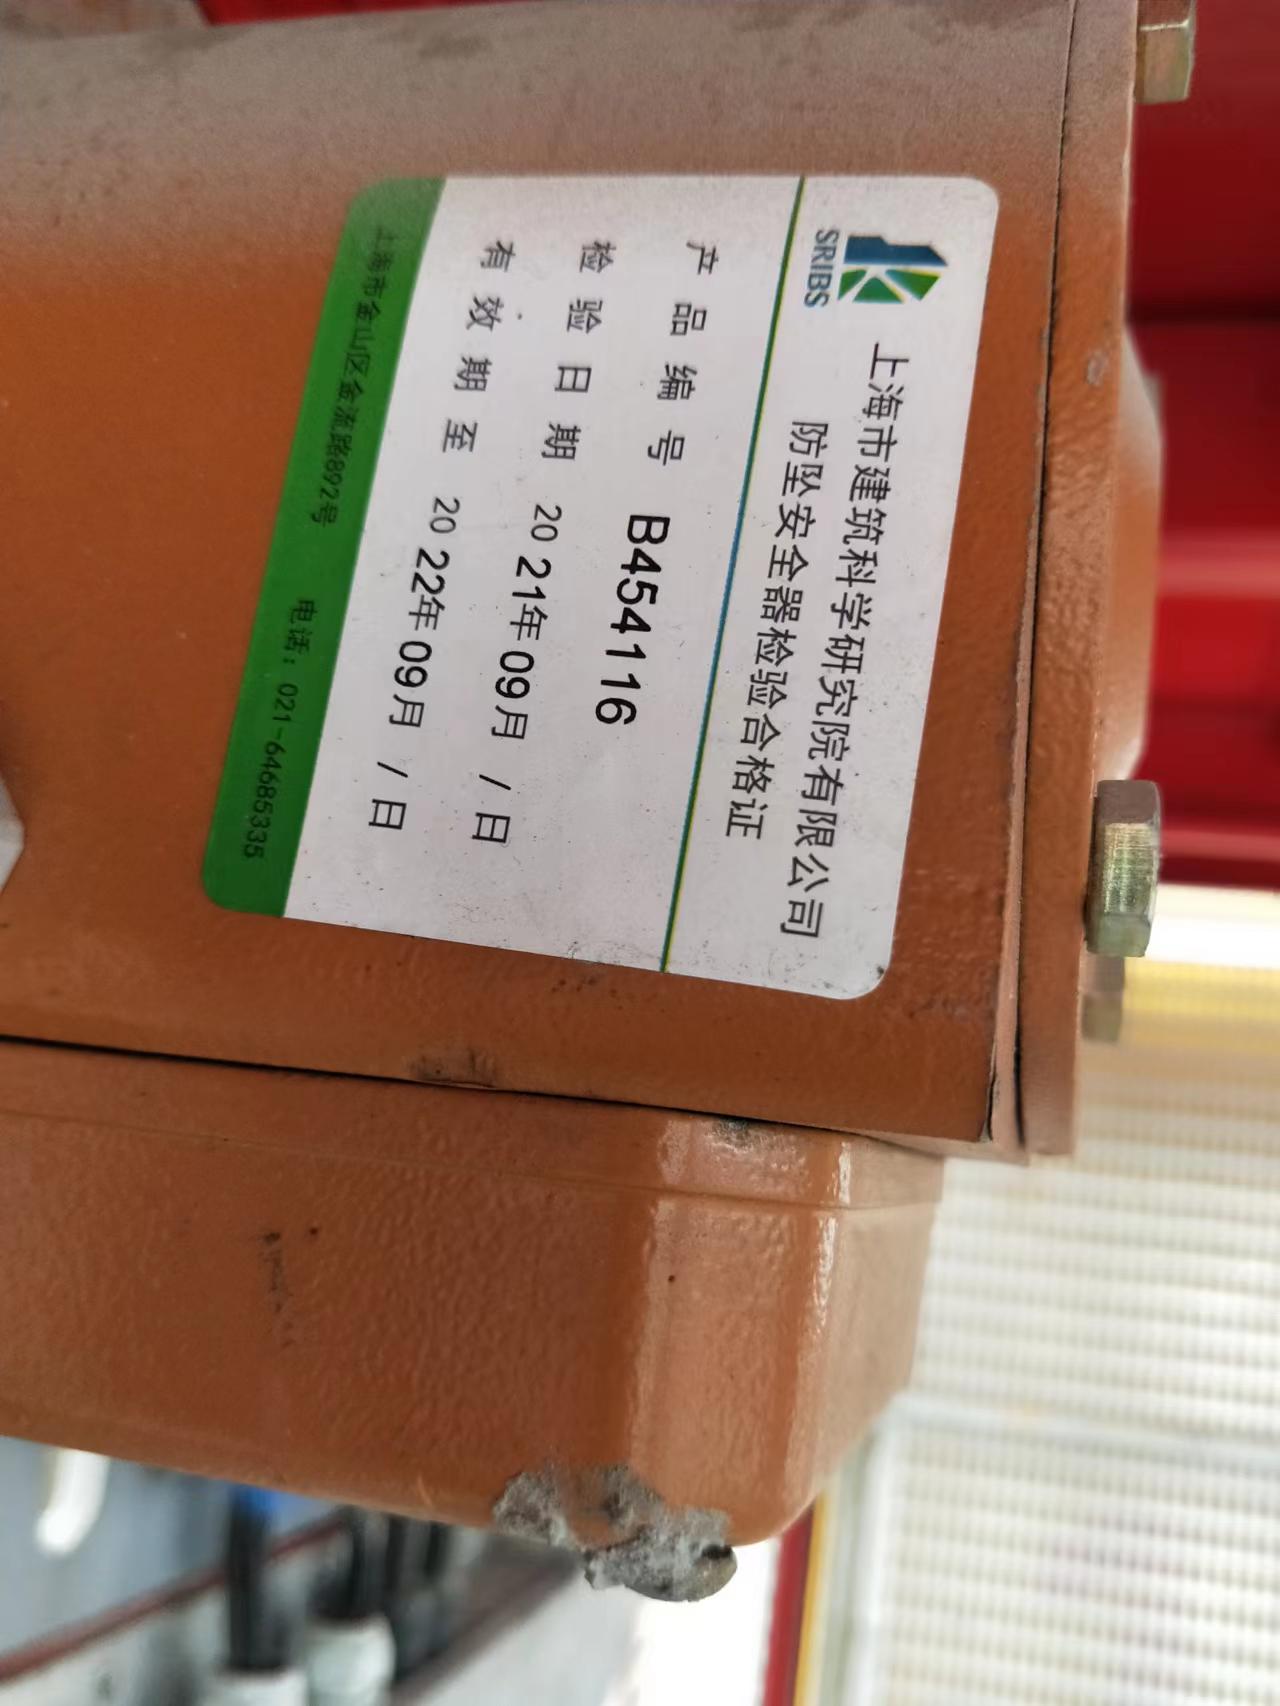 SRIBS
上海市建筑科学研究院有限公司
防坠安全器检验合格证
产品编号 B454116
检验日期 2021年09月 / 日
有效期至 2022年09月 / 日
上海市金山区金流路892号 电话：021-64685335